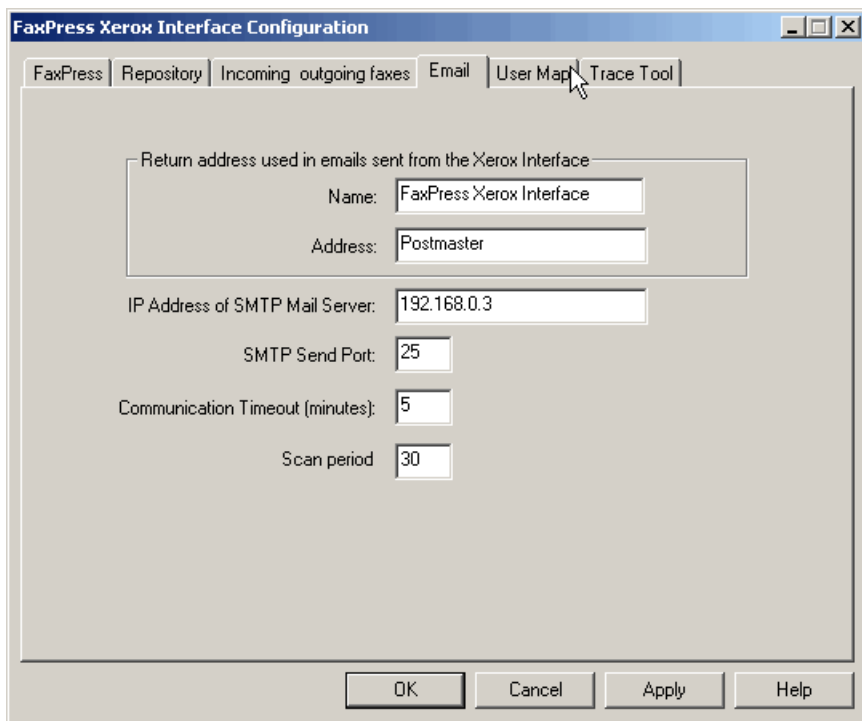 FaxPress Xerox Interface Configuration
FaxPress Repository Incoming outgoing faxes Email User Map Trace Tool
Return address used in emails sent from the Xerox Interface
Name: FaxPress Xerox Interface
Address: Postmaster
IP Address of SMTP Mail Server: 192.168.0.3
SMTP Send Port: 25
Communication Timeout (minutes): 5
Scan period 30
OK Cancel Apply Help